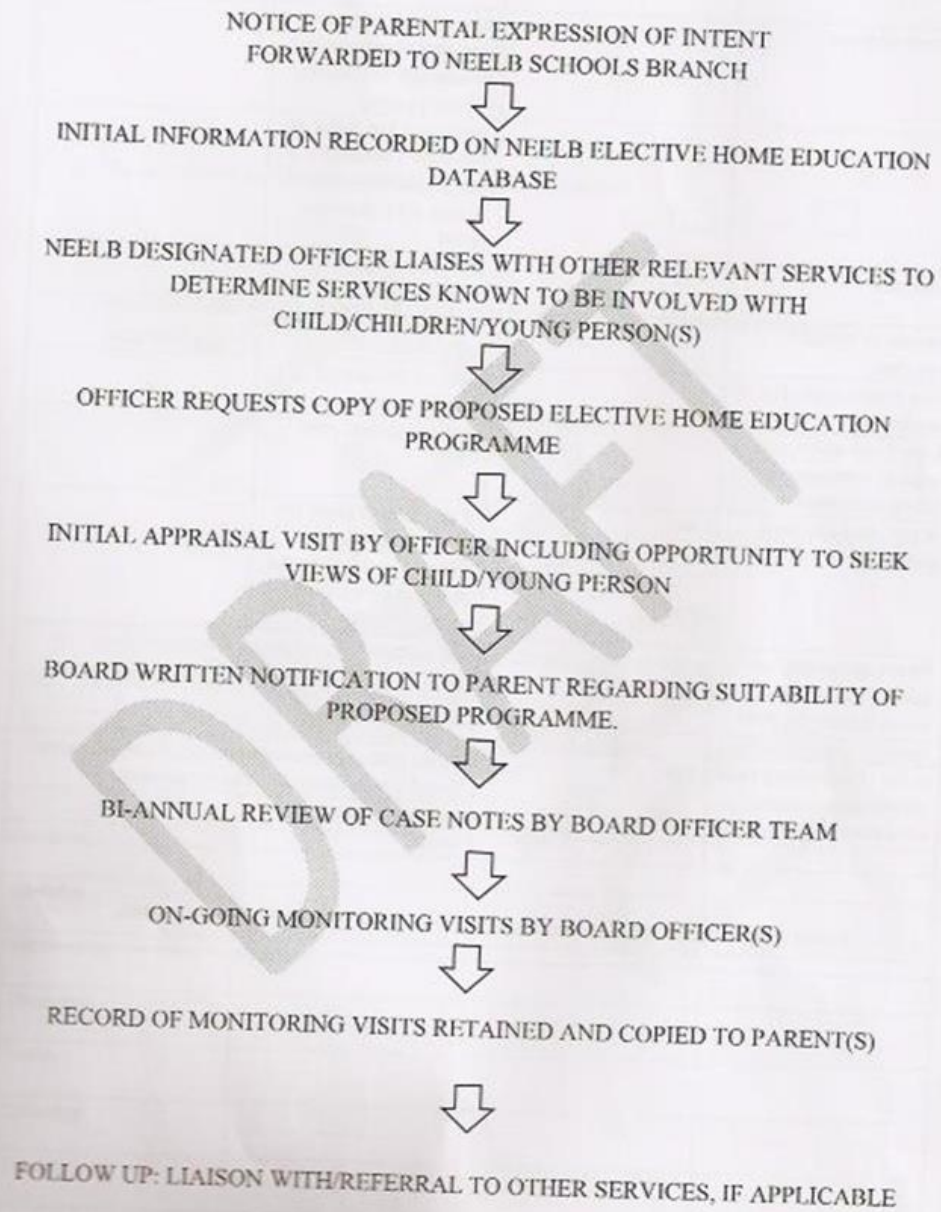 NOTICE OF PARENTAL EXPRESSION OF INTENT
FORWARDED TO NEELB SCHOOLS BRANCH
INITIAL INFORMATION RECORDED ON NEELB ELECTIVE HOME EDUCATION
DATABASE
NEELB DESIGNATED OFFICER LIAISES WITH OTHER RELEVANT SERVICES TO
DETERMINE SERVICES KNOWN TO BE INVOLVED WITH
CHILD/CHILDREN/YOUNG PERSON(S)
OFFICER REQUESTS COPY OF PROPOSED ELECTIVE HOME EDUCATION
PROGRAMME
INITIAL APPRAISAL VISIT BY OFFICER INCLUDING OPPORTUNITY TO SEEK
VIEWS OF CHILD/YOUNG PERSON
BOARD WRITTEN NOTIFICATION TO PARENT REGARDING SUITABILITY OF
PROPOSED PROGRAMME.
BI-ANNUAL REVIEW OF CASE NOTES BY BOARD OFFICER TEAM
ON-GOING MONITORING VISITS BY BOARD OFFICER(S)
RECORD OF MONITORING VISITS RETAINED AND COPIED TO PARENT(S)
FOLLOW UP: LIAISON WITH/REFERRAL TO OTHER SERVICES, IF APPLICABLE
DRAFT